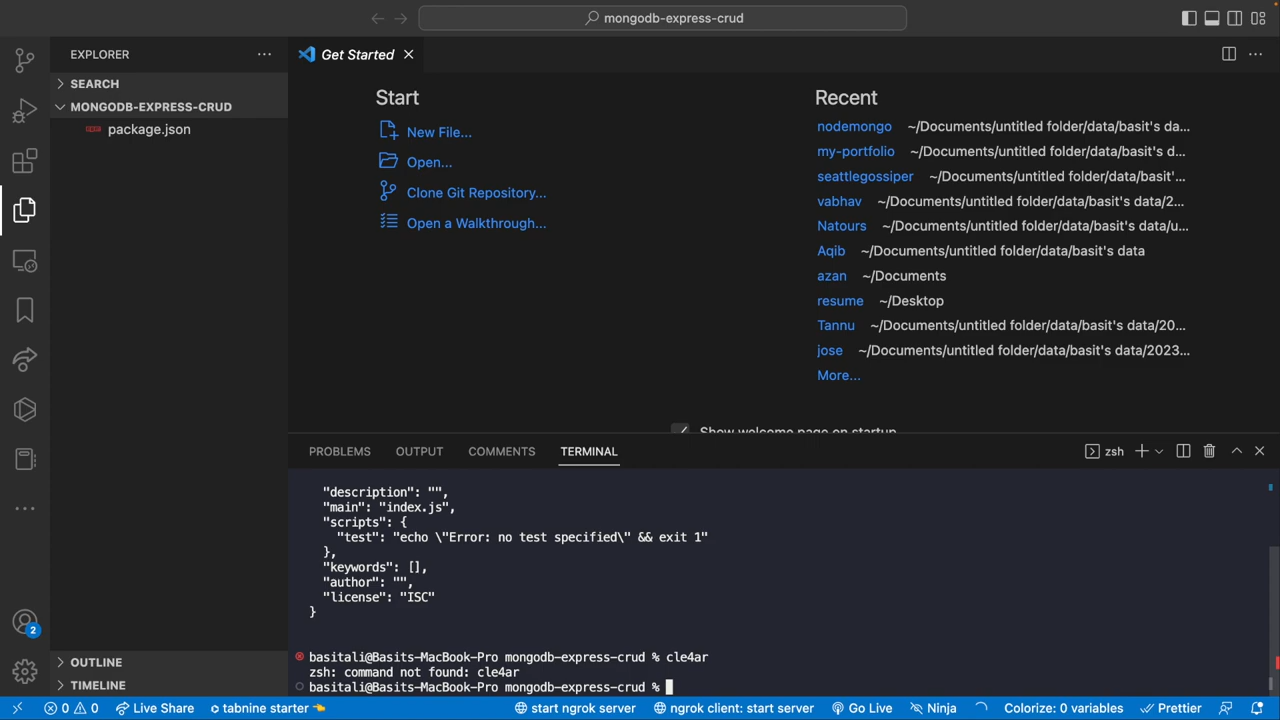 mongodb-express-crud
EXPLORER
SEARCH
MONGODB-EXPRESS-CRUD
package.json
OUTLINE
TIMELINE
2
Get Started
Start
New File...
Open...
Clone Git Repository...
Open a Walkthrough...
Recent
nodemongo ~/Documents/untitled folder/data/basit's da...
my-portfolio ~/Documents/untitled folder/data/basit's d...
seattlegossiper ~/Documents/untitled folder/data/basit'...
vabhav ~/Documents/untitled folder/data/basit's data/2...
Natours ~/Documents/untitled folder/data/basit's data/u...
Aqib ~/Documents/untitled folder/data/basit's data
azan ~/Documents
resume ~/Desktop
Tannu ~/Documents/untitled folder/data/basit's data/20...
jose ~/Documents/untitled folder/data/basit's data/2023...
More...
Show welcome page on startup
PROBLEMS OUTPUT COMMENTS TERMINAL zsh
"description": "",
"main": "index.js",
"scripts": {
"test": "echo \"Error: no test specified\" && exit 1"
},
"keywords": [],
"author": "",
"license": "ISC"
}
basitali@Basits-MacBook-Pro mongodb-express-crud % cle4ar
zsh: command not found: cle4ar
basitali@Basits-MacBook-Pro mongodb-express-crud %
0 0 Live Share tabnine starter start ngrok server ngrok client: start server Go Live Ninja Colorize: 0 variables Prettier